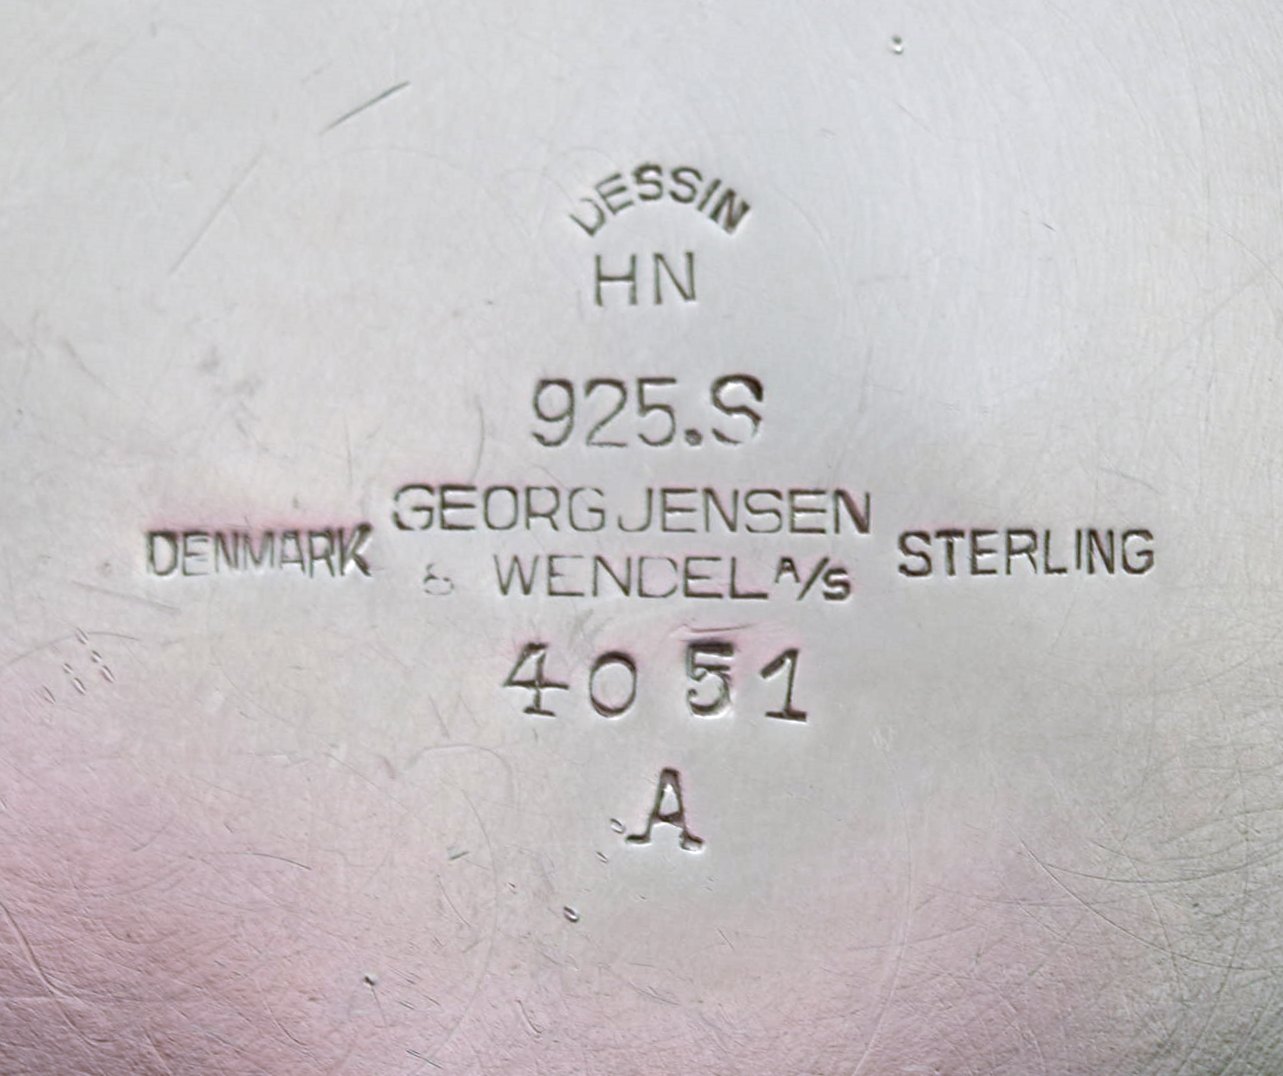 DESSIN
HN
925.S
GEORG JENSEN
DENMARK & WENDEL A/S STERLING
4051
A